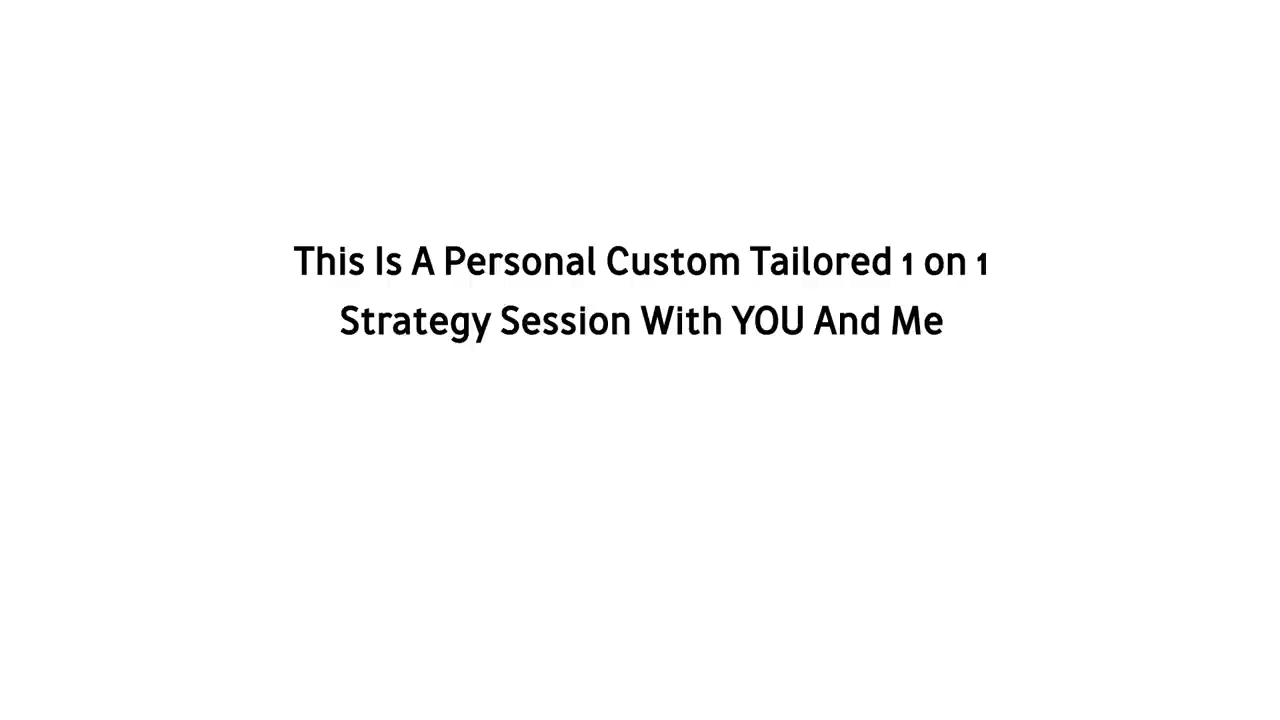 This Is A Personal Custom Tailored 1 on 1
Strategy Session With YOU And Me